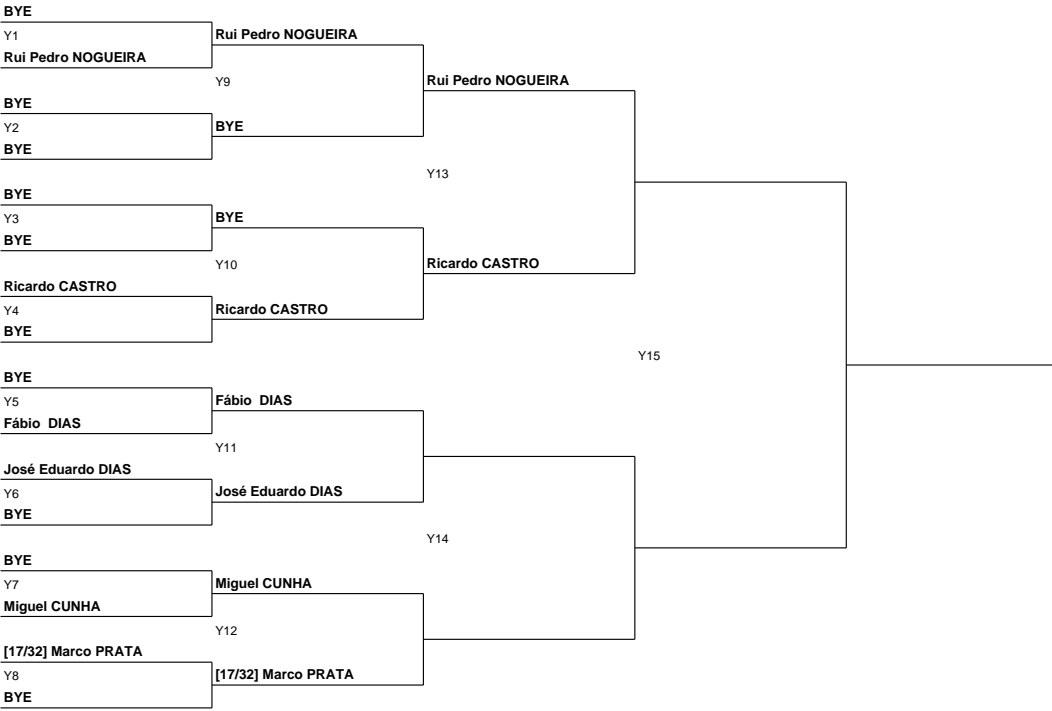 BYE
Y1
Rui Pedro NOGUEIRA
Rui Pedro NOGUEIRA
Y9
Rui Pedro NOGUEIRA
BYE
Y2
BYE
BYE
Y13
BYE
Y3
BYE
BYE
Y10
Ricardo CASTRO
Ricardo CASTRO
Y4
BYE
Ricardo CASTRO
Y15
BYE
Y5
Fábio  DIAS
Fábio  DIAS
Y11
José Eduardo DIAS
Y6
BYE
José Eduardo DIAS
Y14
BYE
Y7
Miguel CUNHA
Miguel CUNHA
Y12
[17/32] Marco PRATA
Y8
BYE
[17/32] Marco PRATA